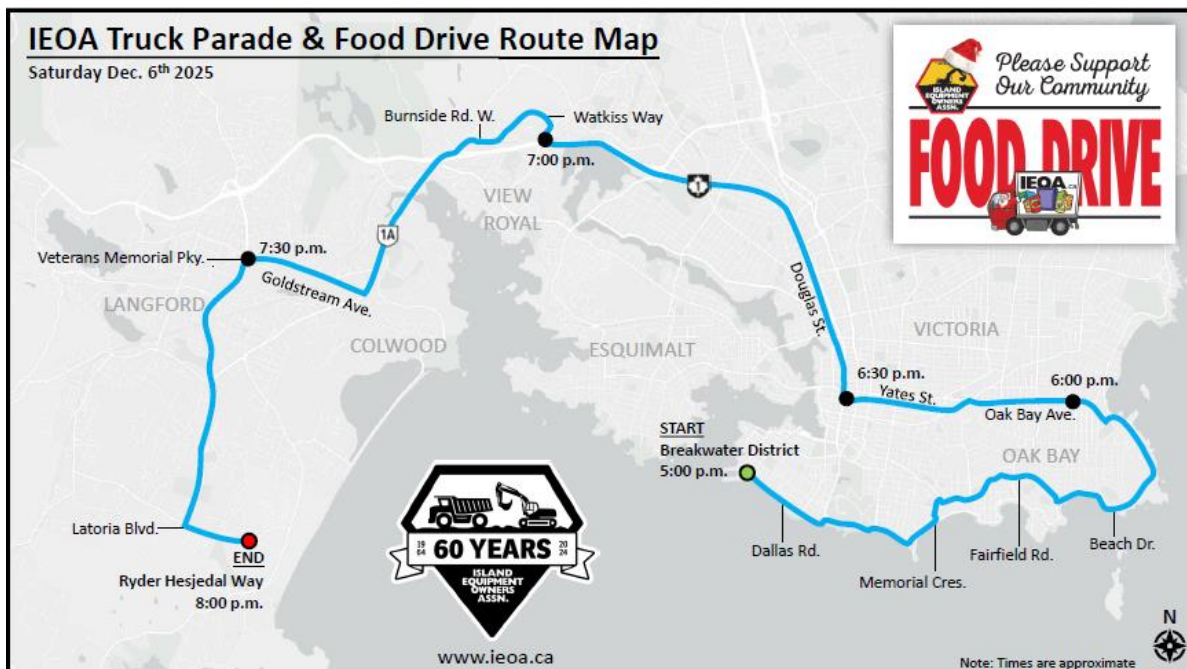 IEOA Truck Parade & Food Drive Route Map
Saturday Dec. 6th 2025
ISLAND
EQUIPMENT
OWNERS
ASSN.
Please Support
Our Community
FOOD DRIVE
IEOA.ca
Burnside Rd. W.
Watkiss Way
7:00 p.m.
1
VIEW
ROYAL
1A
Veterans Memorial Pky.
7:30 p.m.
Goldstream Ave.
LANGFORD
COLWOOD
ESQUIMALT
Douglas St.
VICTORIA
6:30 p.m.
Yates St.
6:00 p.m.
Oak Bay Ave.
START
Breakwater District
5:00 p.m.
OAK BAY
Dallas Rd.
Memorial Cres.
Fairfield Rd.
Beach Dr.
Latoria Blvd.
END
Ryder Hesjedal Way
8:00 p.m.
19
64
60 YEARS
20
24
ISLAND
EQUIPMENT
OWNERS
ASSN.
www.ieoa.ca
N
Note: Times are approximate